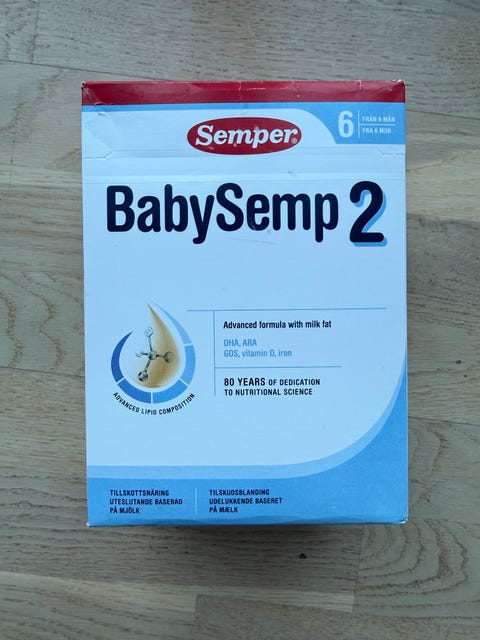 Semper®
6
FRÅN 6 MÅN
FRA 6 MDR
BabySemp 2
Advanced formula with milk fat
DHA, ARA
GOS, vitamin D, iron
80 YEARS OF DEDICATION
TO NUTRITIONAL SCIENCE
ADVANCED LIPID COMPOSITION
TILLSKOTTSNÄRING
UTESLUTANDE BASERAD
PÅ MJÖLK
TILSKUDSBLANDING
UDELUKKENDE BASERET
PÅ MÆLK